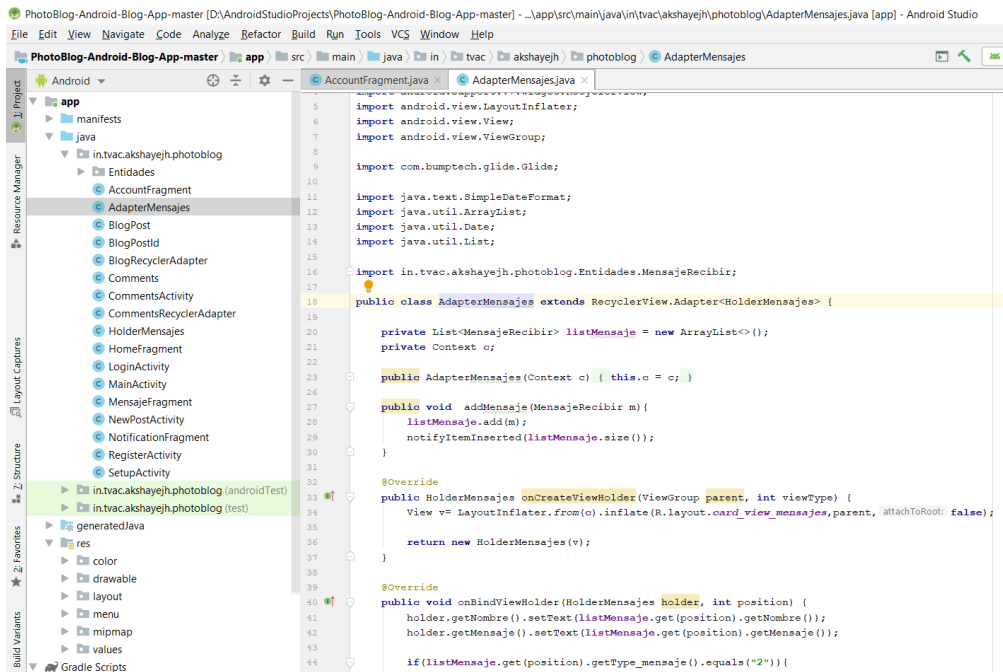 PhotoBlog-Android-Blog-App-master [D:\AndroidStudioProjects\PhotoBlog-Android-Blog-App-master] - ...\app\src\main\java\in\tvac\akshayejh\photoblog\AdapterMensajes.java [app] - Android Studio
File Edit View Navigate Code Analyze Refactor Build Run Tools VCS Window Help
PhotoBlog-Android-Blog-App-master app src main java in tvac akshayejh photoblog AdapterMensajes
Android
AccountFragment.java AdapterMensajes.java
1: Project
Resource Manager
Layout Captures
7: Structure
2: Favorites
Build Variants
app
manifests
java
in.tvac.akshayejh.photoblog
Entidades
AccountFragment
AdapterMensajes
BlogPost
BlogPostId
BlogRecyclerAdapter
Comments
CommentsActivity
CommentsRecyclerAdapter
HolderMensajes
HomeFragment
LoginActivity
MainActivity
MensajeFragment
NewPostActivity
NotificationFragment
RegisterActivity
SetupActivity
in.tvac.akshayejh.photoblog (androidTest)
in.tvac.akshayejh.photoblog (test)
generatedJava
res
color
drawable
layout
menu
mipmap
values
Gradle Scripts
5 import android.view.LayoutInflater;
6 import android.view.View;
7 import android.view.ViewGroup;
8
9 import com.bumptech.glide.Glide;
10
11 import java.text.SimpleDateFormat;
12 import java.util.ArrayList;
13 import java.util.Date;
14 import java.util.List;
15
16 import in.tvac.akshayejh.photoblog.Entidades.MensajeRecibir;
17
18 public class AdapterMensajes extends RecyclerView.Adapter<HolderMensajes> {
19
20 private List<MensajeRecibir> listMensaje = new ArrayList<>();
21 private Context c;
22
23 public AdapterMensajes(Context c) { this.c = c; }
26
27 public void addMensaje(MensajeRecibir m){
28 listMensaje.add(m);
29 notifyItemInserted(listMensaje.size());
30 }
31
32 @Override
33 public HolderMensajes onCreateViewHolder(ViewGroup parent, int viewType) {
34 View v= LayoutInflater.from(c).inflate(R.layout.card_view_mensajes,parent, attachToRoot: false);
35
36 return new HolderMensajes(v);
37 }
38
39 @Override
40 public void onBindViewHolder(HolderMensajes holder, int position) {
41 holder.getNombre().setText(listMensaje.get(position).getNombre());
42 holder.getMensaje().setText(listMensaje.get(position).getMensaje());
43
44 if(listMensaje.get(position).getType_mensaje().equals("2")){